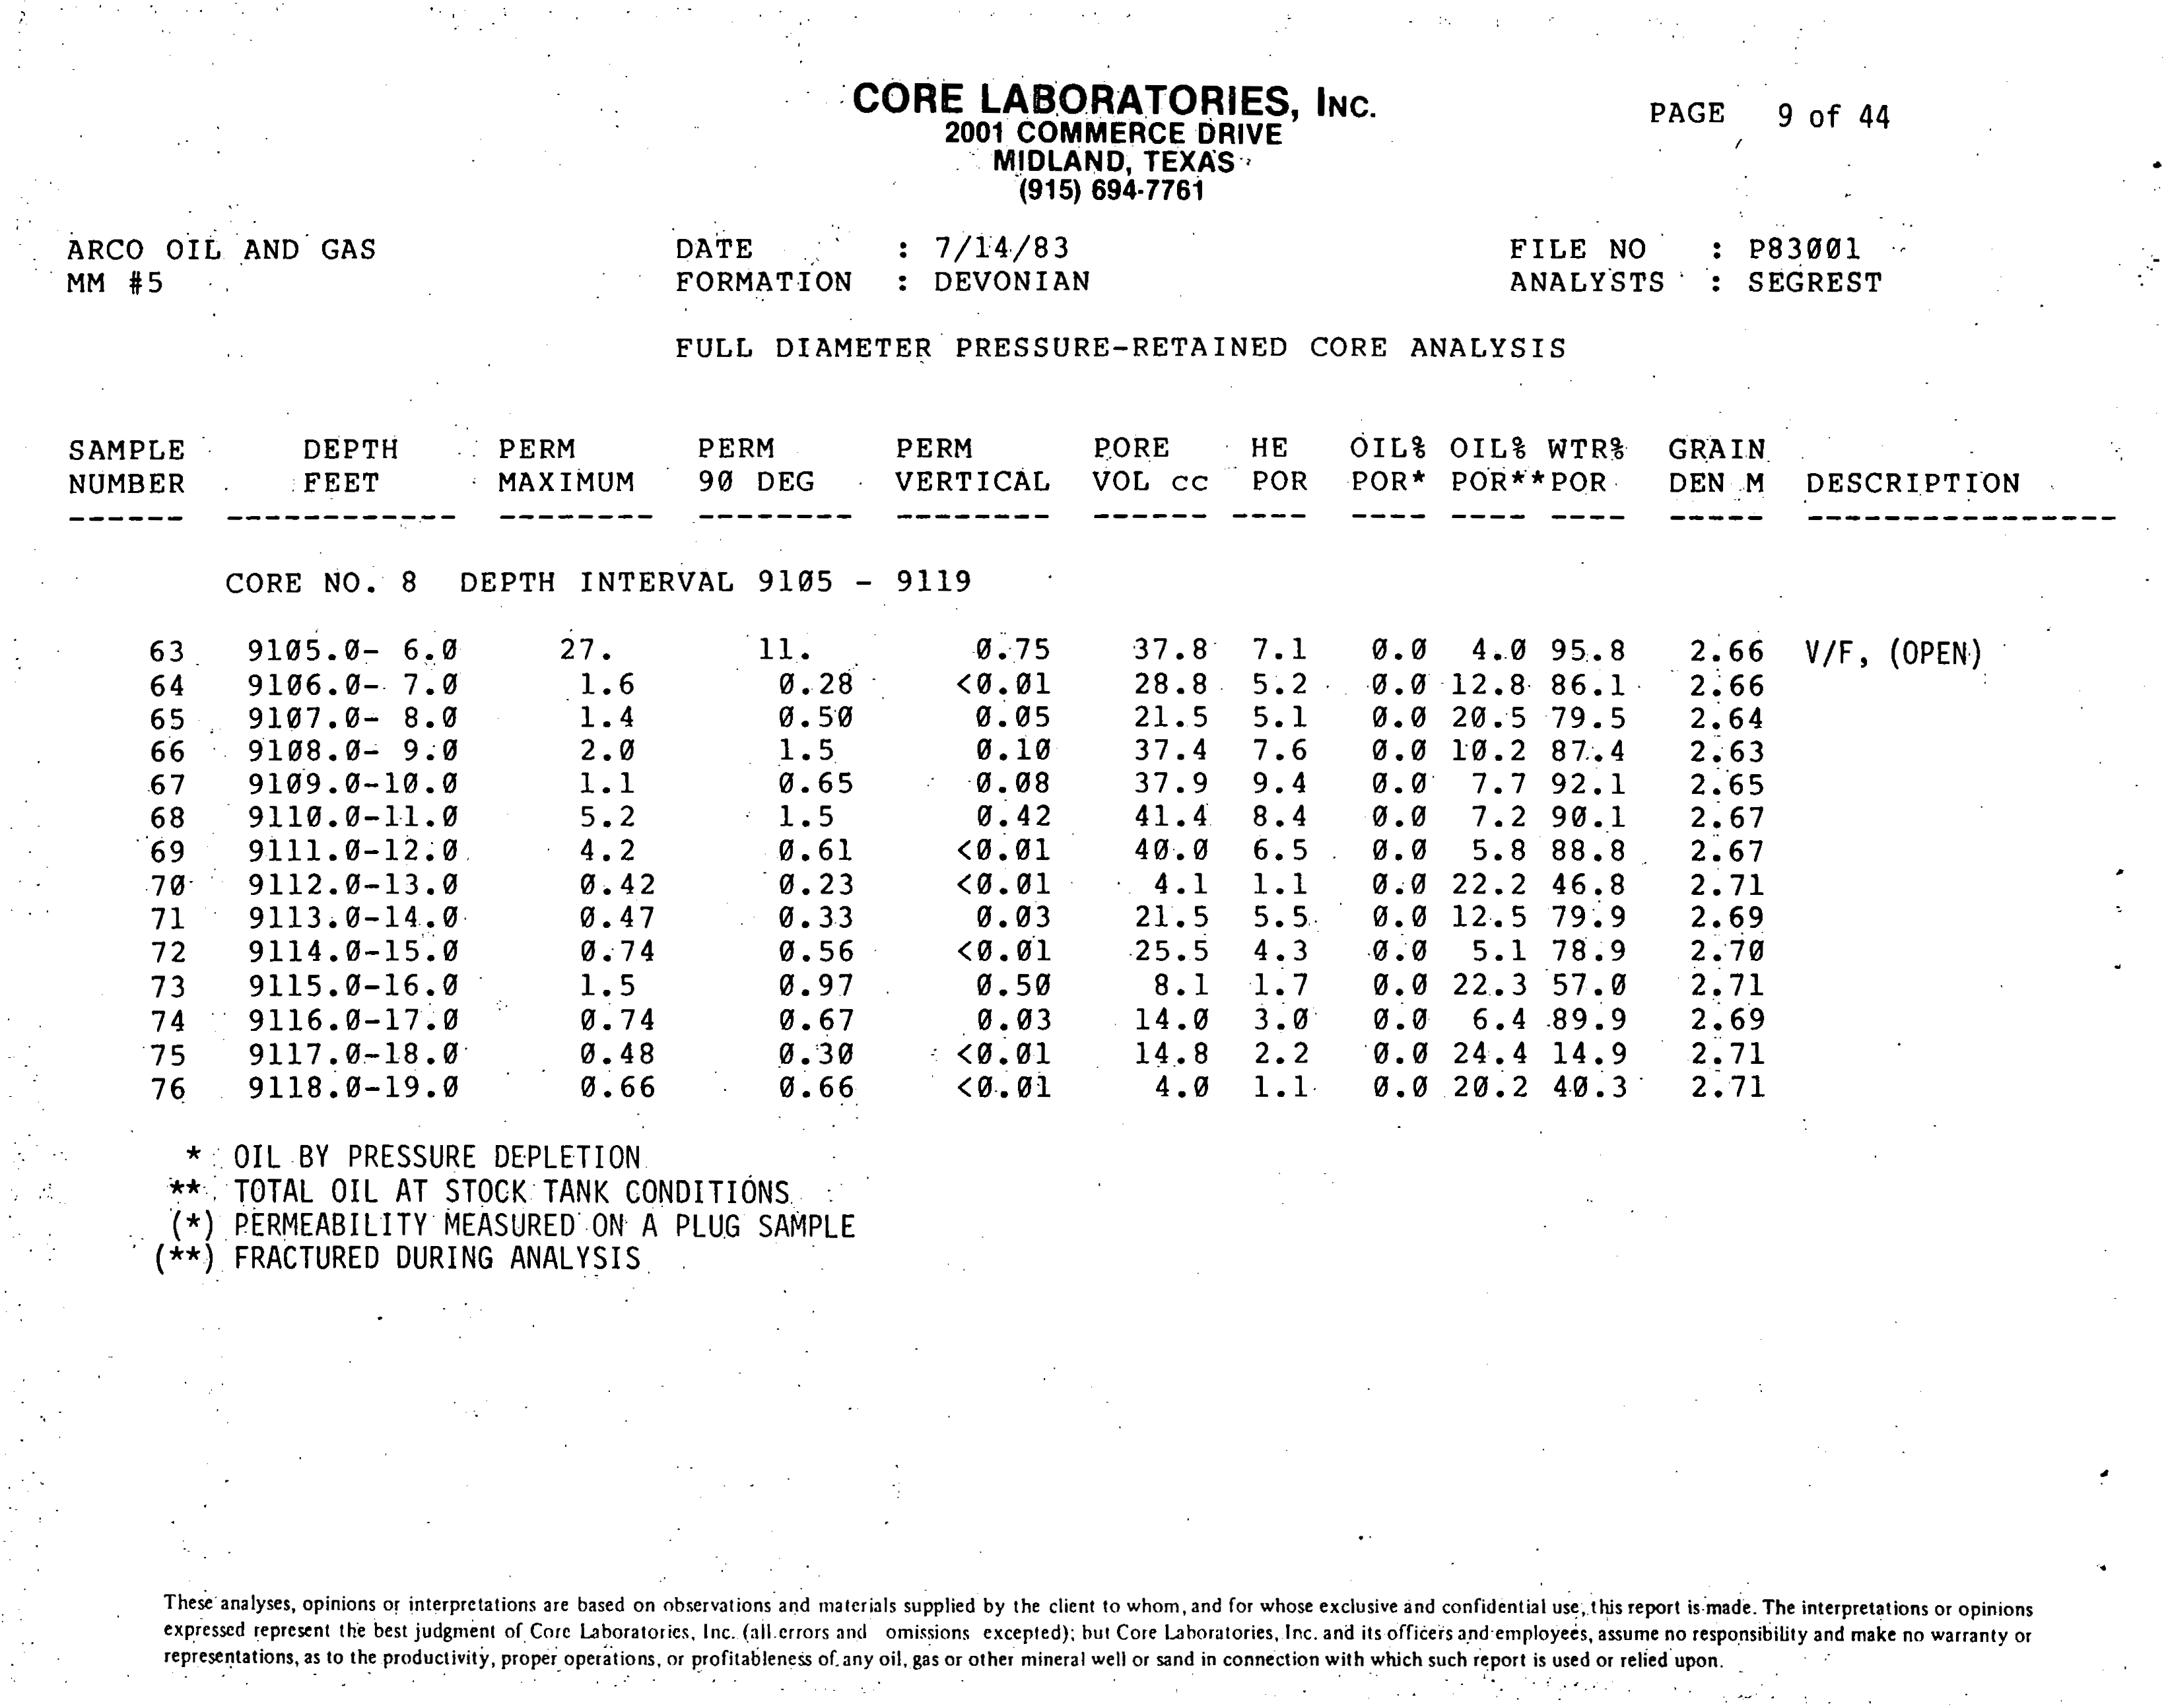 CORE LABORATORIES, INC.
PAGE 9 of 44
2001 COMMERCE DRIVE
MIDLAND, TEXAS
(915) 694-7761
ARCO OIL AND GAS DATE : 7/14/83 FILE NO : P83001
MM #5 FORMATION : DEVONIAN ANALYSTS : SEGREST
FULL DIAMETER PRESSURE-RETAINED CORE ANALYSIS
SAMPLE DEPTH PERM PERM PERM PORE HE OIL% OIL% WTR% GRAIN
NUMBER FEET MAXIMUM 90 DEG VERTICAL VOL cc POR POR* POR** POR DEN M DESCRIPTION
CORE NO. 8 DEPTH INTERVAL 9105 - 9119
63 9105.0- 6.0 27. 11. 0.75 37.8 7.1 0.0 4.0 95.8 2.66 V/F, (OPEN)
64 9106.0- 7.0 1.6 0.28 <0.01 28.8 5.2 0.0 12.8 86.1 2.66
65 9107.0- 8.0 1.4 0.50 0.05 21.5 5.1 0.0 20.5 79.5 2.64
66 9108.0- 9.0 2.0 1.5 0.10 37.4 7.6 0.0 10.2 87.4 2.63
67 9109.0-10.0 1.1 0.65 0.08 37.9 9.4 0.0 7.7 92.1 2.65
68 9110.0-11.0 5.2 1.5 0.42 41.4 8.4 0.0 7.2 90.1 2.67
69 9111.0-12.0 4.2 0.61 <0.01 40.0 6.5 0.0 5.8 88.8 2.67
70 9112.0-13.0 0.42 0.23 <0.01 4.1 1.1 0.0 22.2 46.8 2.71
71 9113.0-14.0 0.47 0.33 0.03 21.5 5.5 0.0 12.5 79.9 2.69
72 9114.0-15.0 0.74 0.56 <0.01 25.5 4.3 0.0 5.1 78.9 2.70
73 9115.0-16.0 1.5 0.97 0.50 8.1 1.7 0.0 22.3 57.0 2.71
74 9116.0-17.0 0.74 0.67 0.03 14.0 3.0 0.0 6.4 89.9 2.69
75 9117.0-18.0 0.48 0.30 <0.01 14.8 2.2 0.0 24.4 14.9 2.71
76 9118.0-19.0 0.66 0.66 <0.01 4.0 1.1 0.0 20.2 40.3 2.71
* OIL BY PRESSURE DEPLETION
** TOTAL OIL AT STOCK TANK CONDITIONS
(*) PERMEABILITY MEASURED ON A PLUG SAMPLE
(**) FRACTURED DURING ANALYSIS
These analyses, opinions or interpretations are based on observations and materials supplied by the client to whom, and for whose exclusive and confidential use, this report is made. The interpretations or opinions
expressed represent the best judgment of Core Laboratories, Inc. (all errors and omissions excepted); but Core Laboratories, Inc. and its officers and employees, assume no responsibility and make no warranty or
representations, as to the productivity, proper operations, or profitableness of any oil, gas or other mineral well or sand in connection with which such report is used or relied upon.